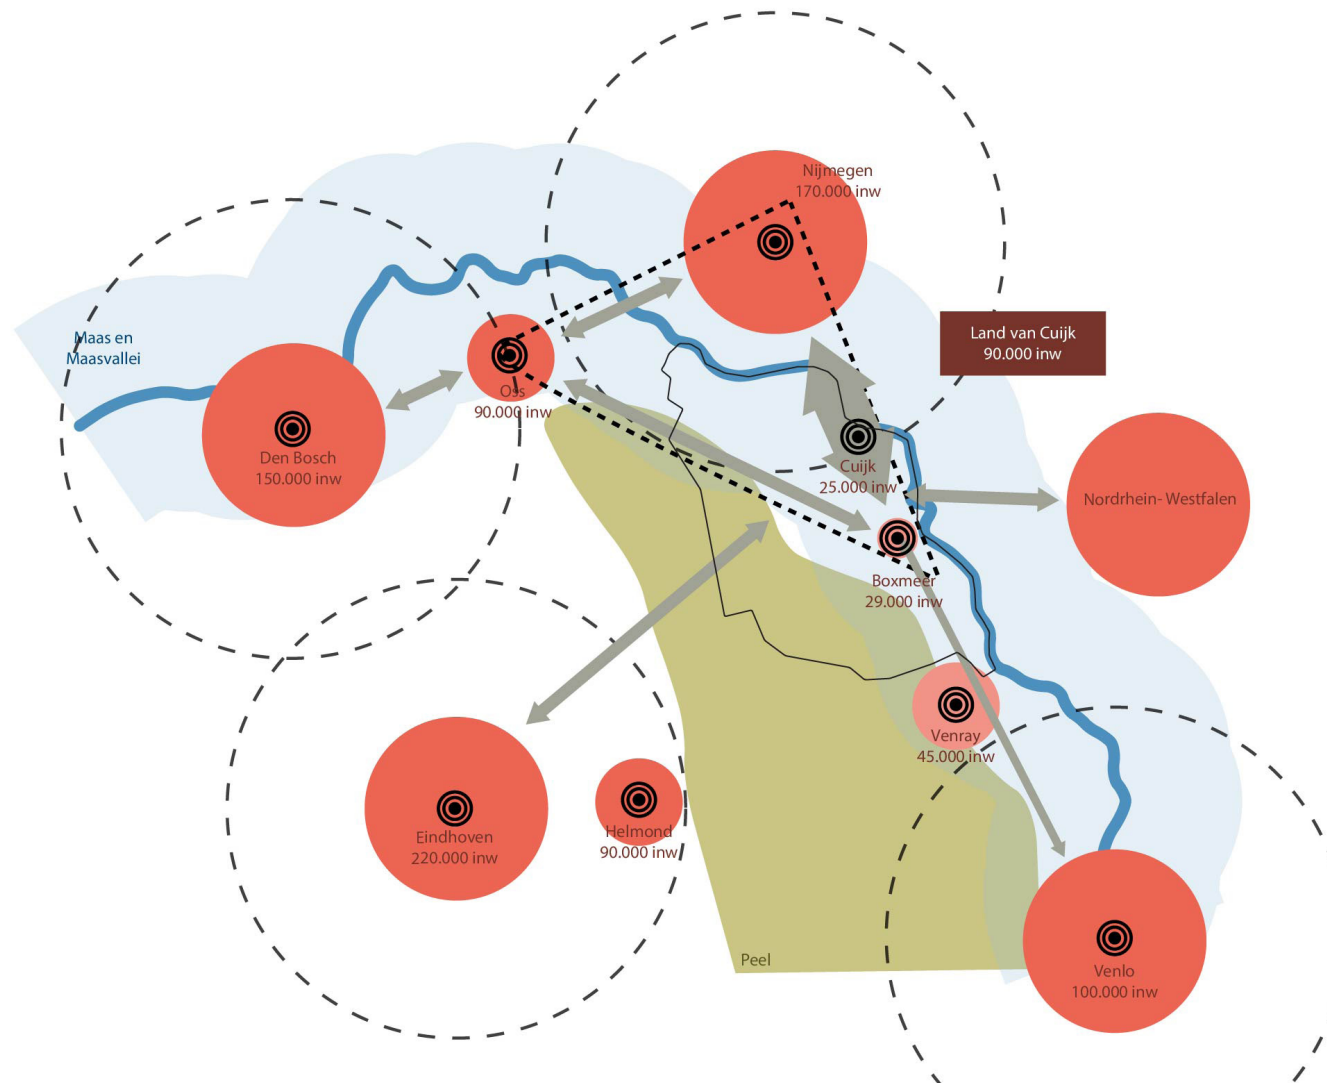 Nijmegen
170.000 inw
Maas en
Maasvallei
Land van Cuijk
90.000 inw
Oss
90.000 inw
Den Bosch
150.000 inw
Cuijk
25.000 inw
Nordrhein- Westfalen
Boxmeer
29.000 inw
Venray
45.000 inw
Eindhoven
220.000 inw
Helmond
90.000 inw
Peel
Venlo
100.000 inw